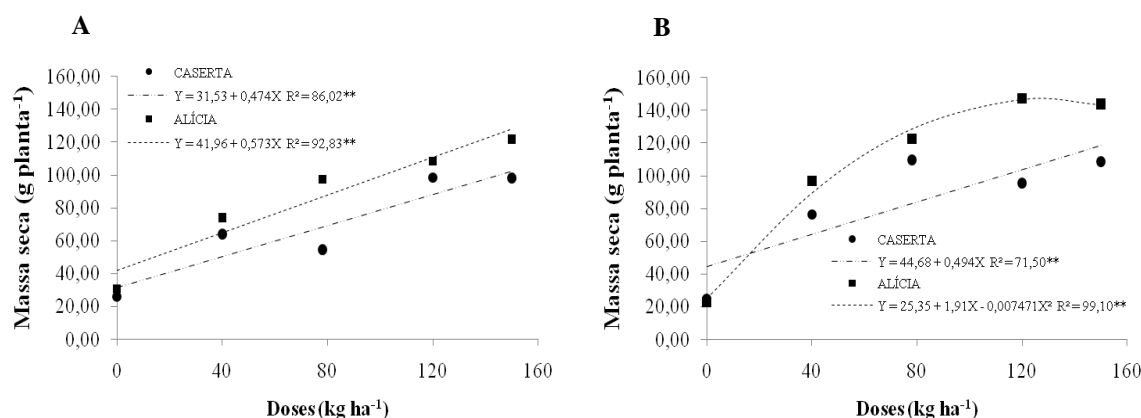 A
Massa seca (g planta⁻¹)
160,00
140,00
120,00
100,00
80,00
60,00
40,00
20,00
0,00
CASERTA
Y = 31,53 + 0,474X R² = 86,02**
ALÍCIA
Y = 41,96 + 0,573X R² = 92,83**
0 40 80 120 160
Doses (kg ha⁻¹)
B
Massa seca (g planta⁻¹)
160,00
140,00
120,00
100,00
80,00
60,00
40,00
20,00
0,00
CASERTA
Y = 44,68 + 0,494X R² = 71,50**
ALÍCIA
Y = 25,35 + 1,91X - 0,007471X² R² = 99,10**
0 40 80 120 160
Doses (kg ha⁻¹)